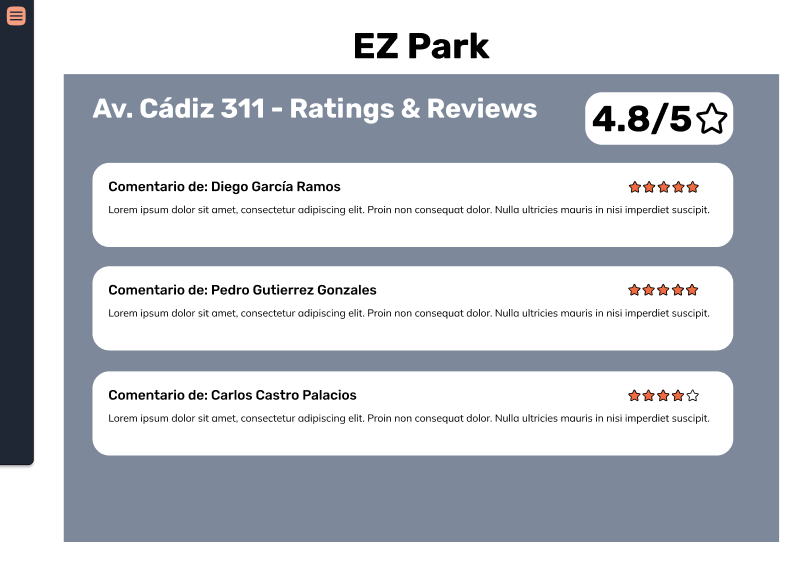 EZ Park
Av. Cádiz 311 - Ratings & Reviews
4.8/5
Comentario de: Diego García Ramos
Lorem ipsum dolor sit amet, consectetur adipiscing elit. Proin non consequat dolor. Nulla ultricies mauris in nisi imperdiet suscipit.
Comentario de: Pedro Gutierrez Gonzales
Lorem ipsum dolor sit amet, consectetur adipiscing elit. Proin non consequat dolor. Nulla ultricies mauris in nisi imperdiet suscipit.
Comentario de: Carlos Castro Palacios
Lorem ipsum dolor sit amet, consectetur adipiscing elit. Proin non consequat dolor. Nulla ultricies mauris in nisi imperdiet suscipit.